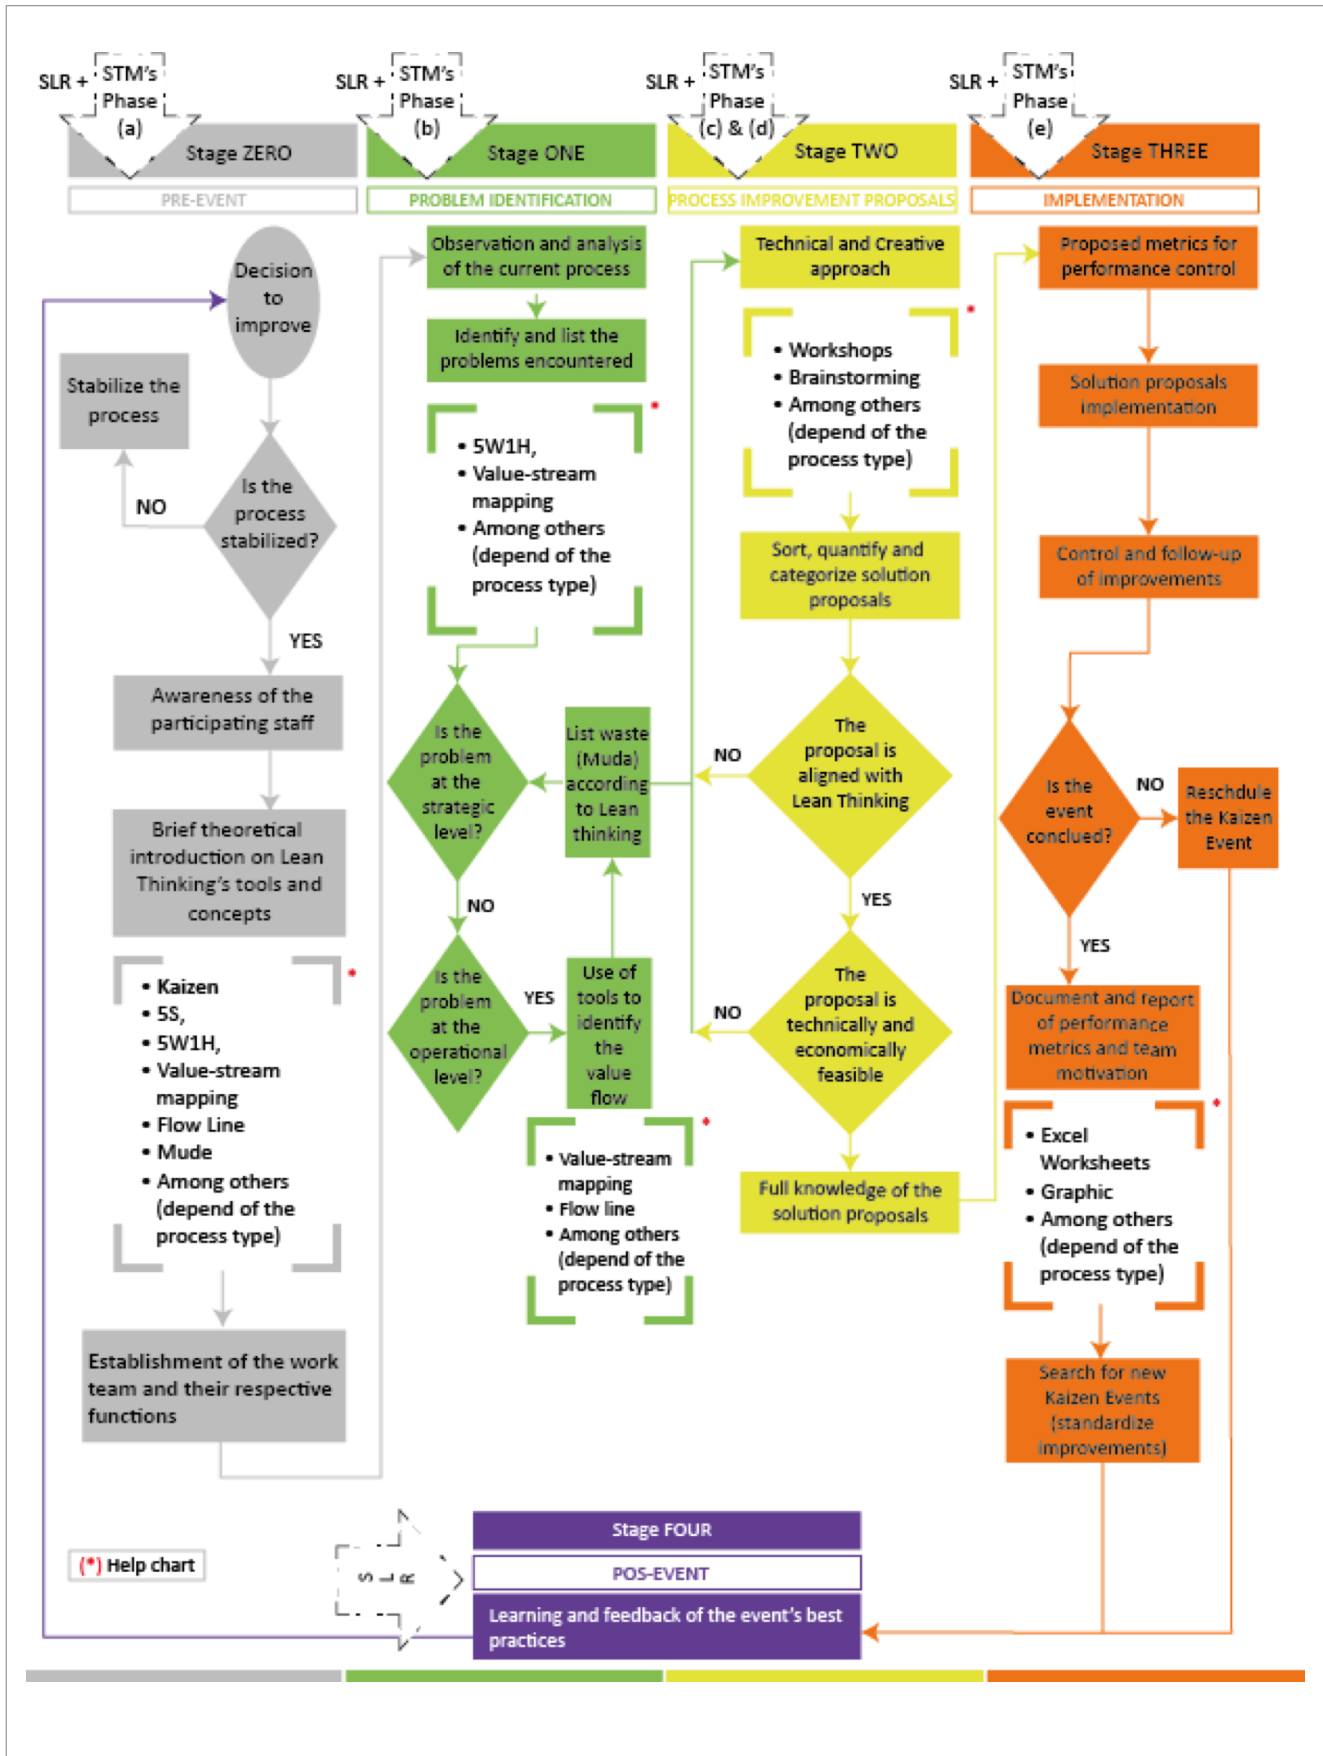 SLR +
STM's
Phase
(a)
Stage ZERO
PRE-EVENT
Decision
to
improve
Stabilize the
process
NO
Is the
process
stabilized?
YES
Awareness of the
participating staff
Brief theoretical
introduction on Lean
Thinking's tools and
concepts
*
• Kaizen
• 5S,
• 5W1H,
• Value-stream
mapping
• Flow Line
• Mude
• Among others
(depend of the
process type)
Establishment of the work
team and their respective
functions
SLR +
STM's
Phase
(b)
Stage ONE
PROBLEM IDENTIFICATION
Observation and analysis
of the current process
Identify and list the
problems encountered
*
• 5W1H,
• Value-stream
mapping
• Among others
(depend of the
process type)
Is the
problem
at the
strategic
level?
List waste
(Muda)
according
to Lean
thinking
NO
Is the
problem
at the
operational
level?
YES
Use of
tools to
identify
the
value
flow
*
• Value-stream
mapping
• Flow line
• Among others
(depend of the
process type)
SLR +
STM's
Phase
(c) & (d)
Stage TWO
PROCESS IMPROVEMENT PROPOSALS
Technical and Creative
approach
*
• Workshops
• Brainstorming
• Among others
(depend of the
process type)
Sort, quantify and
categorize solution
proposals
The
proposal is
aligned with
Lean Thinking
NO
YES
The
proposal is
technically and
economically
feasible
NO
Full knowledge of the
solution proposals
SLR +
STM's
Phase
(e)
Stage THREE
IMPLEMENTATION
Proposed metrics for
performance control
Solution proposals
implementation
Control and follow-up
of improvements
Is the
event
conclued?
NO
Reschdule
the Kaizen
Event
YES
Document and report
of performance
metrics and team
motivation
*
• Excel
Worksheets
• Graphic
• Among others
(depend of the
process type)
Search for new
Kaizen Events
(standardize
improvements)
(*) Help chart
SLR
Stage FOUR
POS-EVENT
Learning and feedback of the event's best
practices